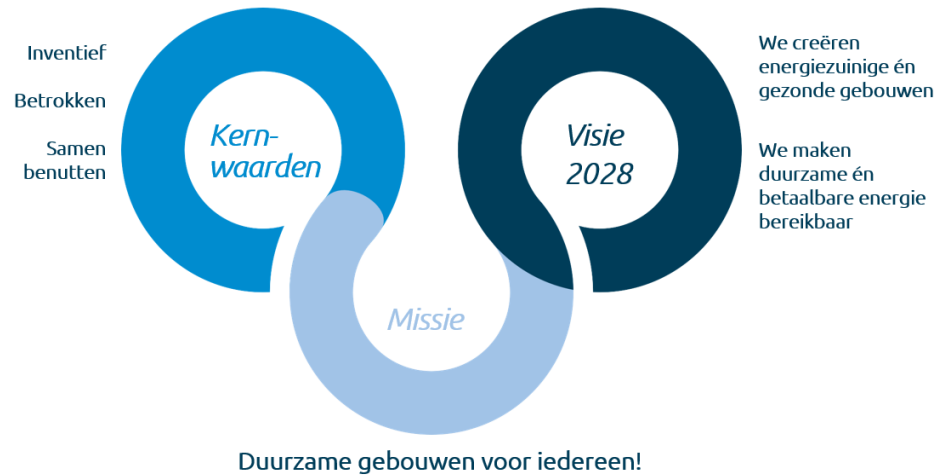 Inventief
Betrokken
Samen
benutten
Kern-
waarden
Missie
Visie
2028
We creëren
energiezuinige én
gezonde gebouwen
We maken
duurzame én
betaalbare energie
bereikbaar
Duurzame gebouwen voor iedereen!